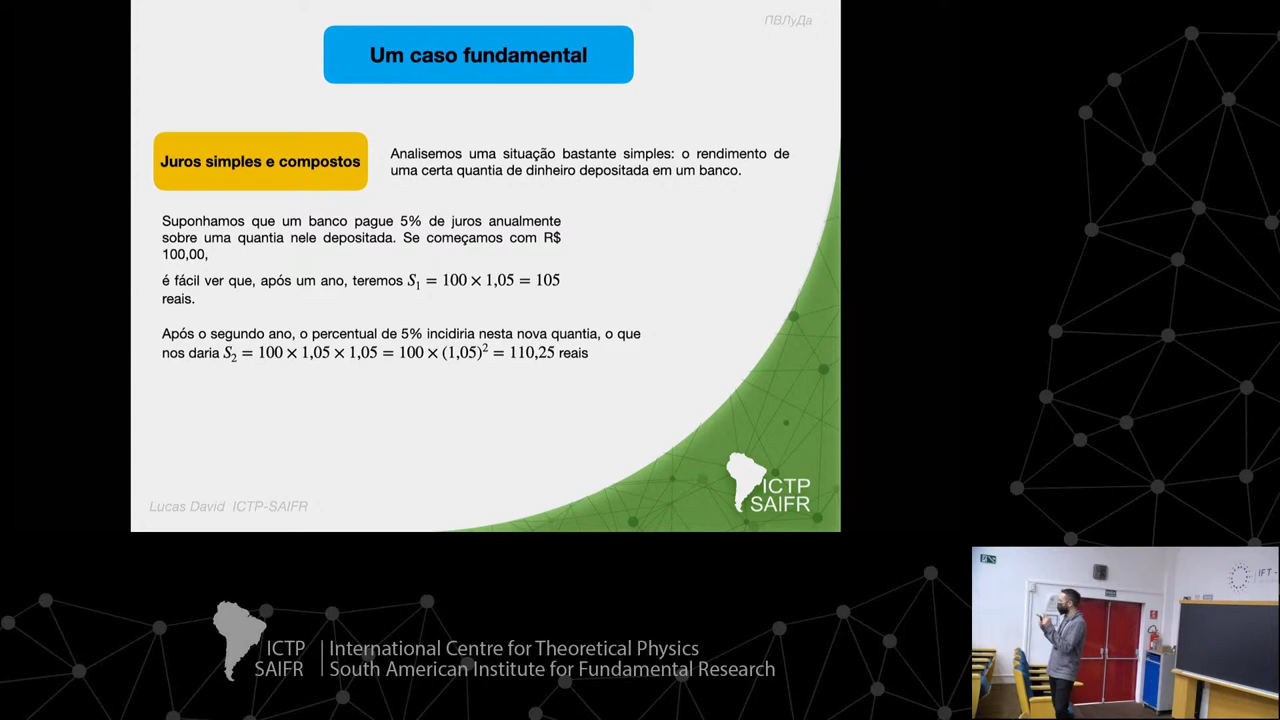 ПВЛуДа
Um caso fundamental
Juros simples e compostos
Analisemos uma situação bastante simples: o rendimento de
uma certa quantia de dinheiro depositada em um banco.
Suponhamos que um banco pague 5% de juros anualmente
sobre uma quantia nele depositada. Se começamos com R$
100,00,
é fácil ver que, após um ano, teremos S₁ = 100 × 1,05 = 105
reais.
Após o segundo ano, o percentual de 5% incidiria nesta nova quantia, o que
nos daria S₂ = 100 × 1,05 × 1,05 = 100 × (1,05)² = 110,25 reais
ICTP
SAIFR
Lucas David ICTP-SAIFR
IFT -
ICTP
SAIFR
International Centre for Theoretical Physics
South American Institute for Fundamental Research